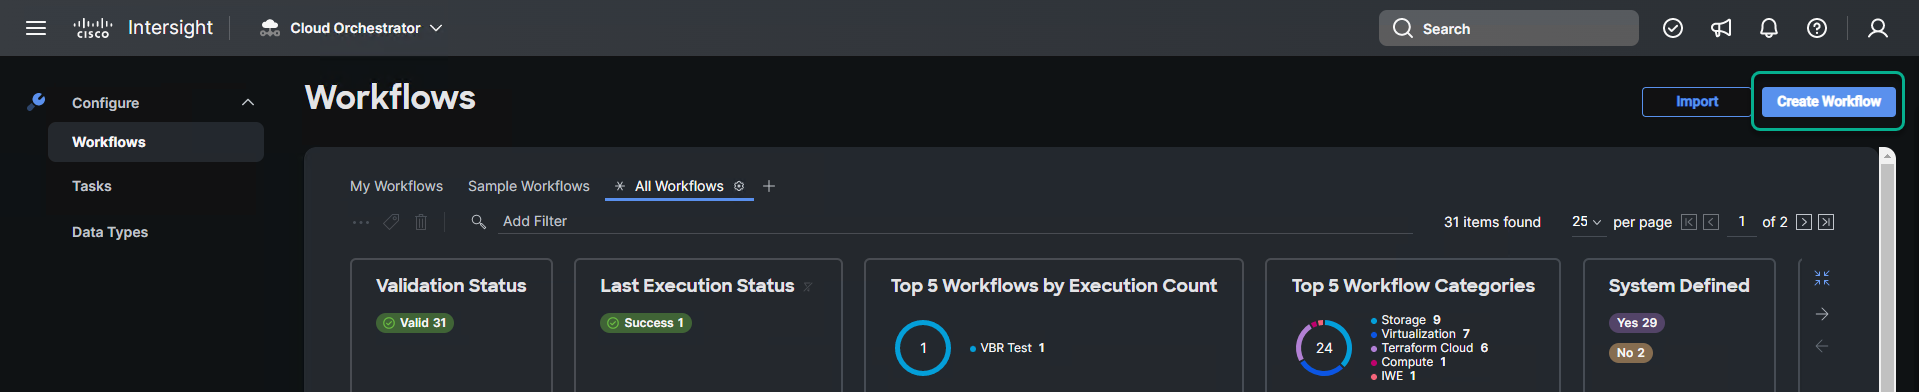 cisco Intersight Cloud Orchestrator Search
Configure
Workflows
Tasks
Data Types
Workflows
Import Create Workflow
My Workflows Sample Workflows All Workflows
Add Filter 31 items found 25 per page 1 of 2
Validation Status
Valid 31
Last Execution Status
Success 1
Top 5 Workflows by Execution Count
1
VBR Test 1
Top 5 Workflow Categories
24
Storage 9
Virtualization 7
Terraform Cloud 6
Compute 1
IWE 1
System Defined
Yes 29
No 2